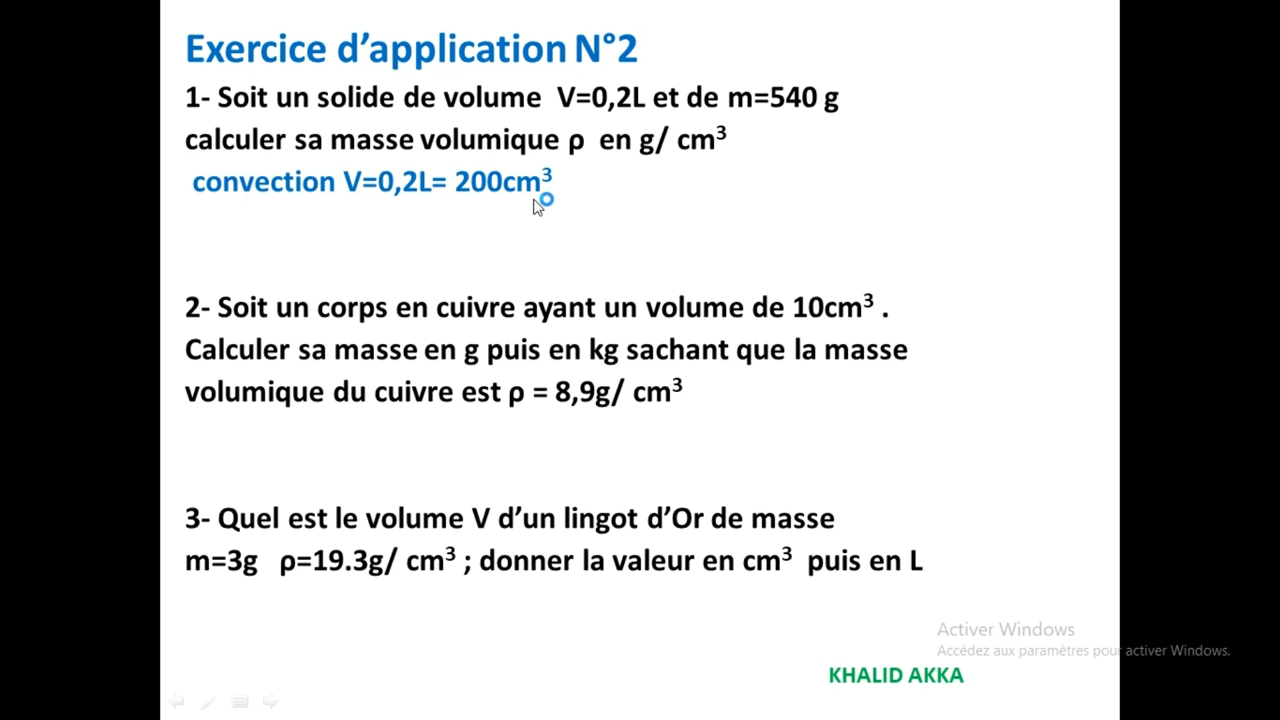 Exercice d’application N°2
1- Soit un solide de volume V=0,2L et de m=540 g
calculer sa masse volumique ρ en g/ cm³
convection V=0,2L= 200cm³
2- Soit un corps en cuivre ayant un volume de 10cm³ .
Calculer sa masse en g puis en kg sachant que la masse
volumique du cuivre est ρ = 8,9g/ cm³
3- Quel est le volume V d’un lingot d’Or de masse
m=3g ρ=19.3g/ cm³ ; donner la valeur en cm³ puis en L
Activer Windows
Accédez aux paramètres pour activer Windows.
KHALID AKKA